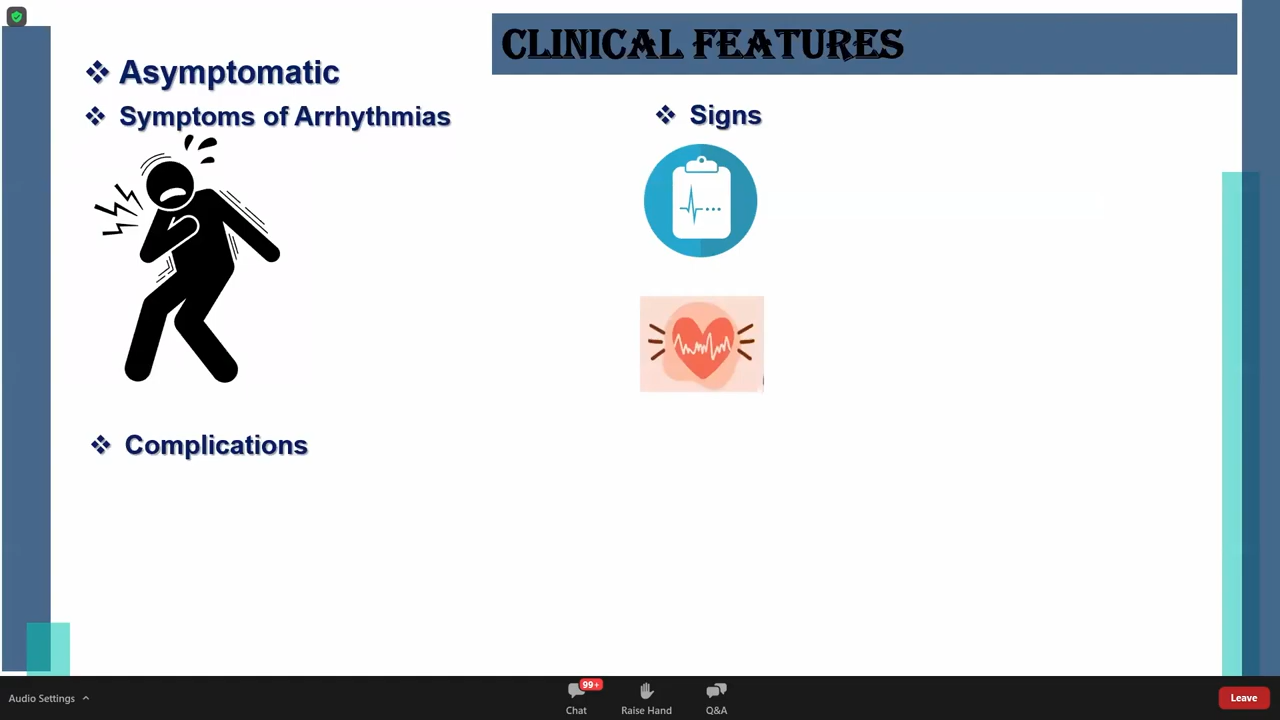 CLINICAL FEATURES
❖ Asymptomatic
❖ Symptoms of Arrhythmias
❖ Signs
❖ Complications
Audio Settings
99+
Chat
Raise Hand
Q&A
Leave